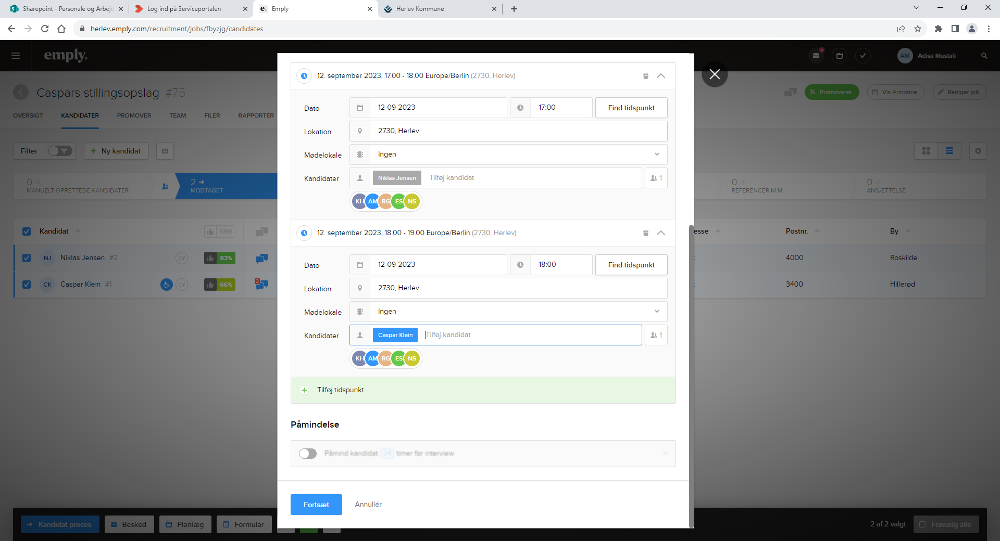 Sharepoint - Personale og Arbejd
Log ind på Serviceportalen
e. Emply
Herlev Kommune
herlev.emply.com/recruitment/jobs/fbyzjg/candidates
emply.
5
AM Adisa Mustafi
Caspars stillingsopslag #75
Promoveret
Vis Annonce
Rediger job
OVERSIGT KANDIDATER PROMOVER TEAM FILER RAPPORTER
Filter
+ Ny kandidat
0
MANUELT OPRETTEDE KANDIDATER
2
MODTAGET
0
REFERENCER M.M.
0
ANSÆTTELSE
Kandidat
GNS
esse
Postnr.
By
NJ Niklas Jensen #2 CV 83% 4000 Roskilde
CK Caspar Klein #1 CV 66% 2 3400 Hillerød
12. september 2023, 17.00 - 18.00 Europe/Berlin (2730, Herlev)
Dato 12-09-2023 17:00 Find tidspunkt
Lokation 2730, Herlev
Mødelokale Ingen
Kandidater Niklas Jensen Tilføj kandidat 1
KH AM RG ES NS
12. september 2023, 18.00 - 19.00 Europe/Berlin (2730, Herlev)
Dato 12-09-2023 18:00 Find tidspunkt
Lokation 2730, Herlev
Mødelokale Ingen
Kandidater Caspar Klein Tilføj kandidat 1
KH AM RG ES NS
+ Tilføj tidspunkt
Påmindelse
Påmind kandidat 24 timer før interview
Fortsæt Annullér
Kandidat proces
Besked
Planlæg
Formular
2 af 2 valgt
Fravælg alle